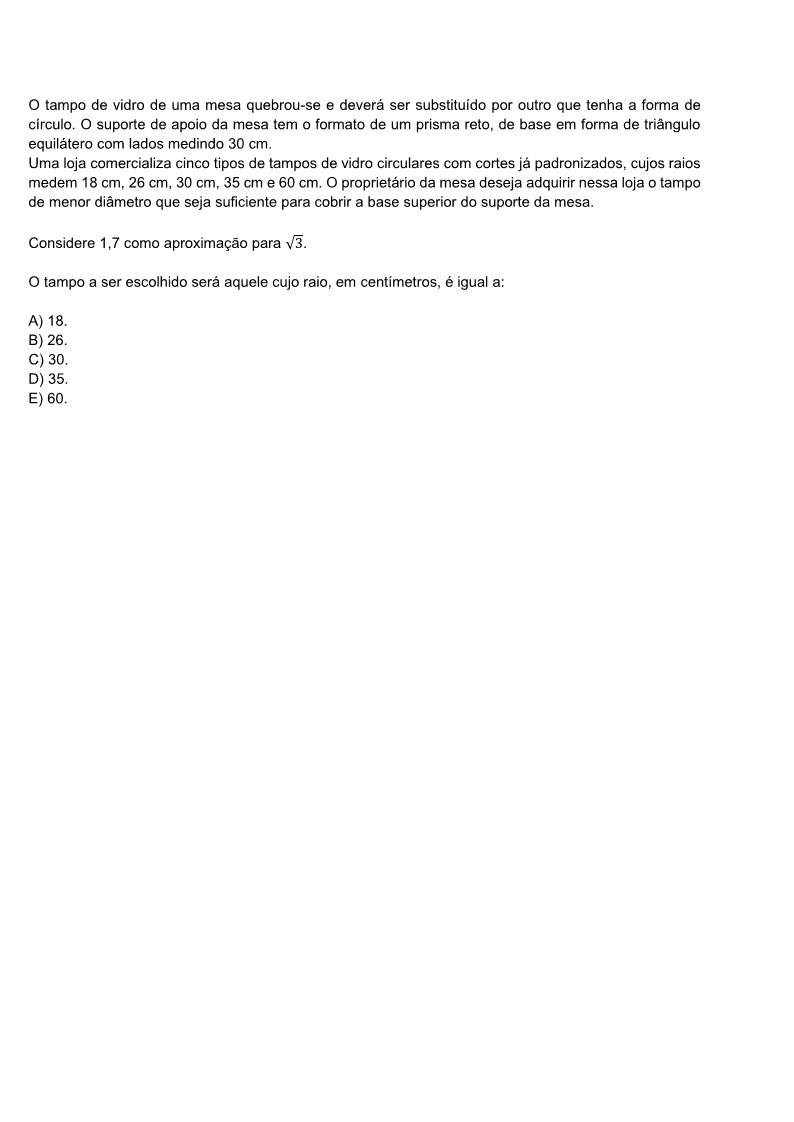 O tampo de vidro de uma mesa quebrou-se e deverá ser substituído por outro que tenha a forma de
círculo. O suporte de apoio da mesa tem o formato de um prisma reto, de base em forma de triângulo
equilátero com lados medindo 30 cm.
Uma loja comercializa cinco tipos de tampos de vidro circulares com cortes já padronizados, cujos raios
medem 18 cm, 26 cm, 30 cm, 35 cm e 60 cm. O proprietário da mesa deseja adquirir nessa loja o tampo
de menor diâmetro que seja suficiente para cobrir a base superior do suporte da mesa.
Considere 1,7 como aproximação para √3.
O tampo a ser escolhido será aquele cujo raio, em centímetros, é igual a:
A) 18.
B) 26.
C) 30.
D) 35.
E) 60.